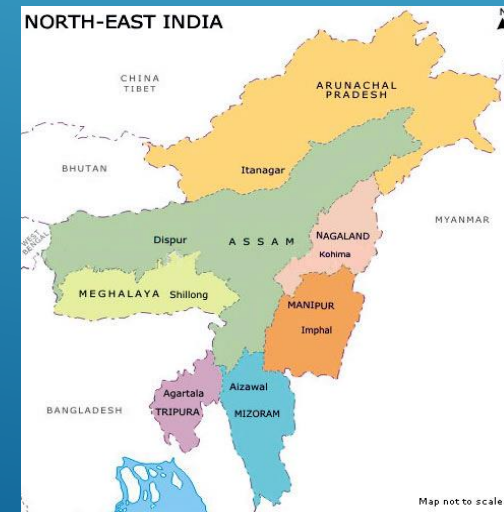 NORTH-EAST INDIA
N
CHINA
TIBET
ARUNACHAL
PRADESH
BHUTAN
Itanagar
WEST
BENGAL
MYANMAR
NAGALAND
Dispur
ASSAM
Kohima
MEGHALAYA Shillong
MANIPUR
Imphal
Agartala
Aizawal
BANGLADESH
TRIPURA
MIZORAM
Map not to scale